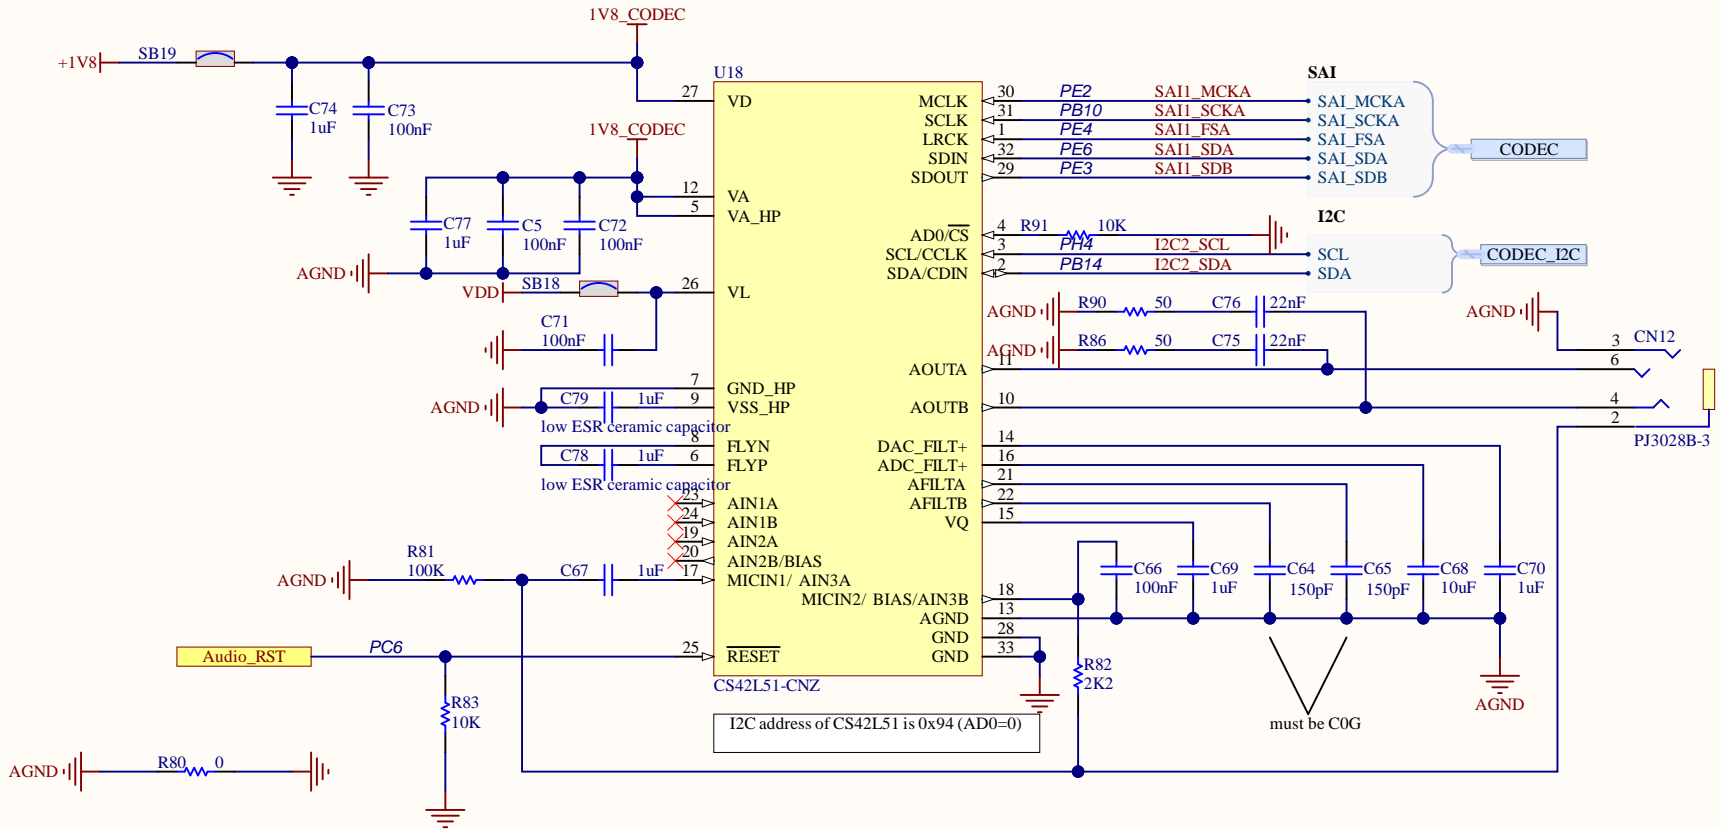 1V8_CODEC
+1V8
SB19
C74
1uF
C73
100nF
U18
27
VD
1V8_CODEC
12
VA
5
VA_HP
C77
1uF
C5
100nF
C72
100nF
AGND
VDD
SB18
26
VL
C71
100nF
7
GND_HP
AGND
C79
1uF
9
VSS_HP
low ESR ceramic capacitor
8
FLYN
C78
1uF
6
FLYP
low ESR ceramic capacitor
23
AIN1A
24
AIN1B
19
AIN2A
20
AIN2B/BIAS
AGND
R81
100K
C67
1uF
17
MICIN1/ AIN3A
Audio_RST
PC6
25
RESET
R83
10K
AGND
R80
0
CS42L51-CNZ
I2C address of CS42L51 is 0x94 (AD0=0)
MCLK
30
PE2
SAI1_MCKA
SCLK
31
PB10
SAI1_SCKA
LRCK
1
PE4
SAI1_FSA
SDIN
32
PE6
SAI1_SDA
SDOUT
29
PE3
SAI1_SDB
SAI
SAI_MCKA
SAI_SCKA
SAI_FSA
SAI_SDA
SAI_SDB
CODEC
AD0/CS
4
R91
10K
SCL/CCLK
3
PH4
I2C2_SCL
SDA/CDIN
2
PB14
I2C2_SDA
I2C
SCL
SDA
CODEC_I2C
AGND
R90
50
C76
22nF
AGND
R86
50
C75
22nF
AOUTA
11
AOUTB
10
AGND
3
CN12
6
4
2
PJ3028B-3
DAC_FILT+
14
ADC_FILT+
16
AFILTA
21
AFILTB
22
VQ
15
MICIN2/ BIAS/AIN3B
18
AGND
13
GND
28
GND
33
C66
100nF
C69
1uF
C64
150pF
C65
150pF
C68
10uF
C70
1uF
R82
2K2
must be C0G
AGND